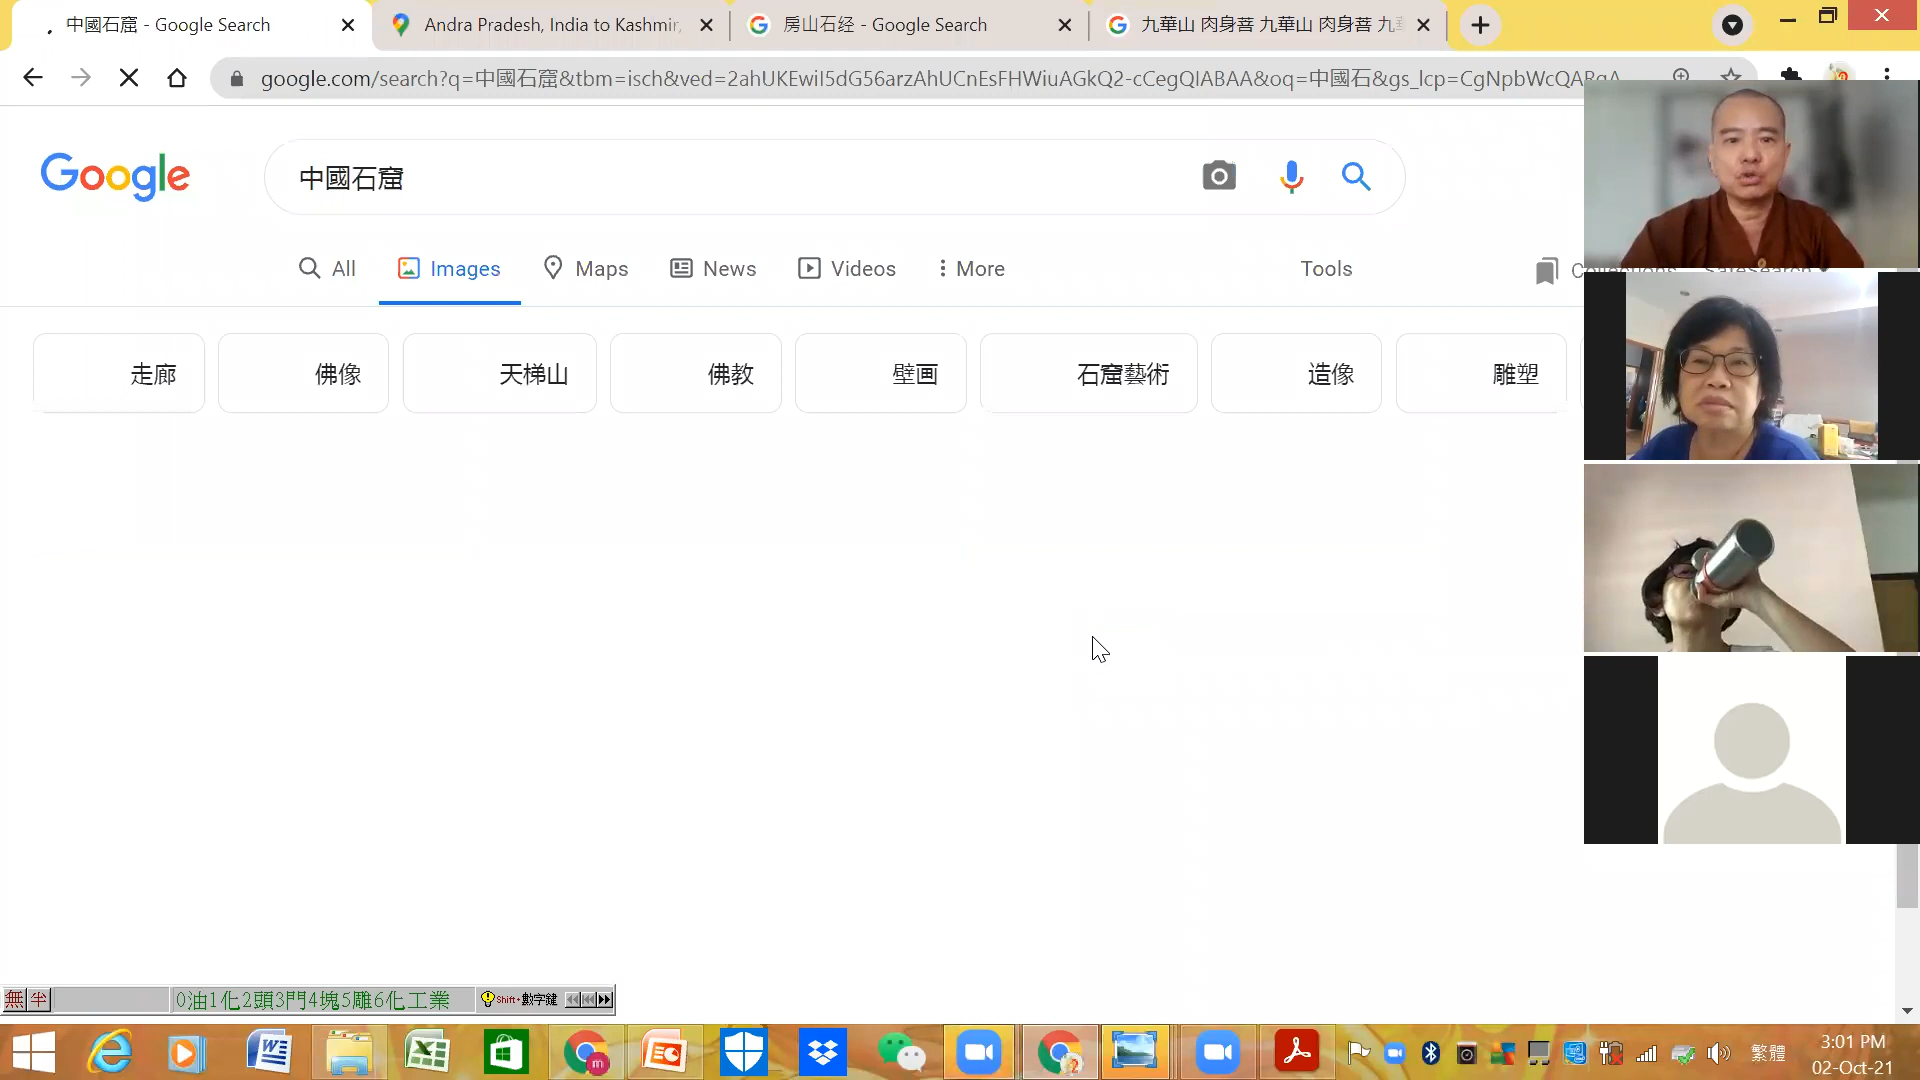 中國石窟 - Google Search
Andra Pradesh, India to Kashmir,
房山石经 - Google Search
九華山 肉身菩 九華山 肉身菩 九
google.com/search?q=中國石窟&tbm=isch&ved=2ahUKEwiI5dG56arzAhUCnEsFHWiuAGkQ2-cCegQIABAA&oq=中國石&gs_lcp=CgNpbWcQARgA
Google
中國石窟
All
Images
Maps
News
Videos
More
Tools
走廊
佛像
天梯山
佛教
壁画
石窟藝術
造像
雕塑
無 半
0油1化2頭3門4塊5雕6化工業
Shift+數字鍵
繁體
3:01 PM
02-Oct-21